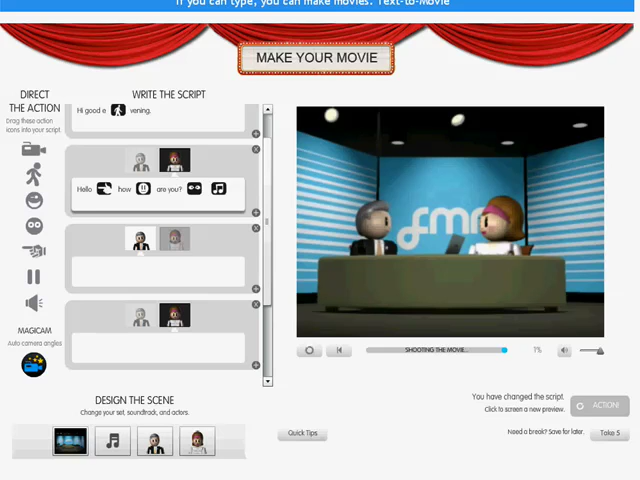 If you can type, you can make movies. Text-to-Movie
MAKE YOUR MOVIE
DIRECT
THE ACTION
Drag these action
icons into your script.
WRITE THE SCRIPT
Hi good e vening.
Hello how are you?
MAGICAM
Auto camera angles
fmn
SHOOTING THE MOVIE...
1%
DESIGN THE SCENE
Change your set, soundtrack, and actors.
You have changed the script.
Click to screen a new preview.
ACTION!
Quick Tips
Need a break? Save for later.
Take 5